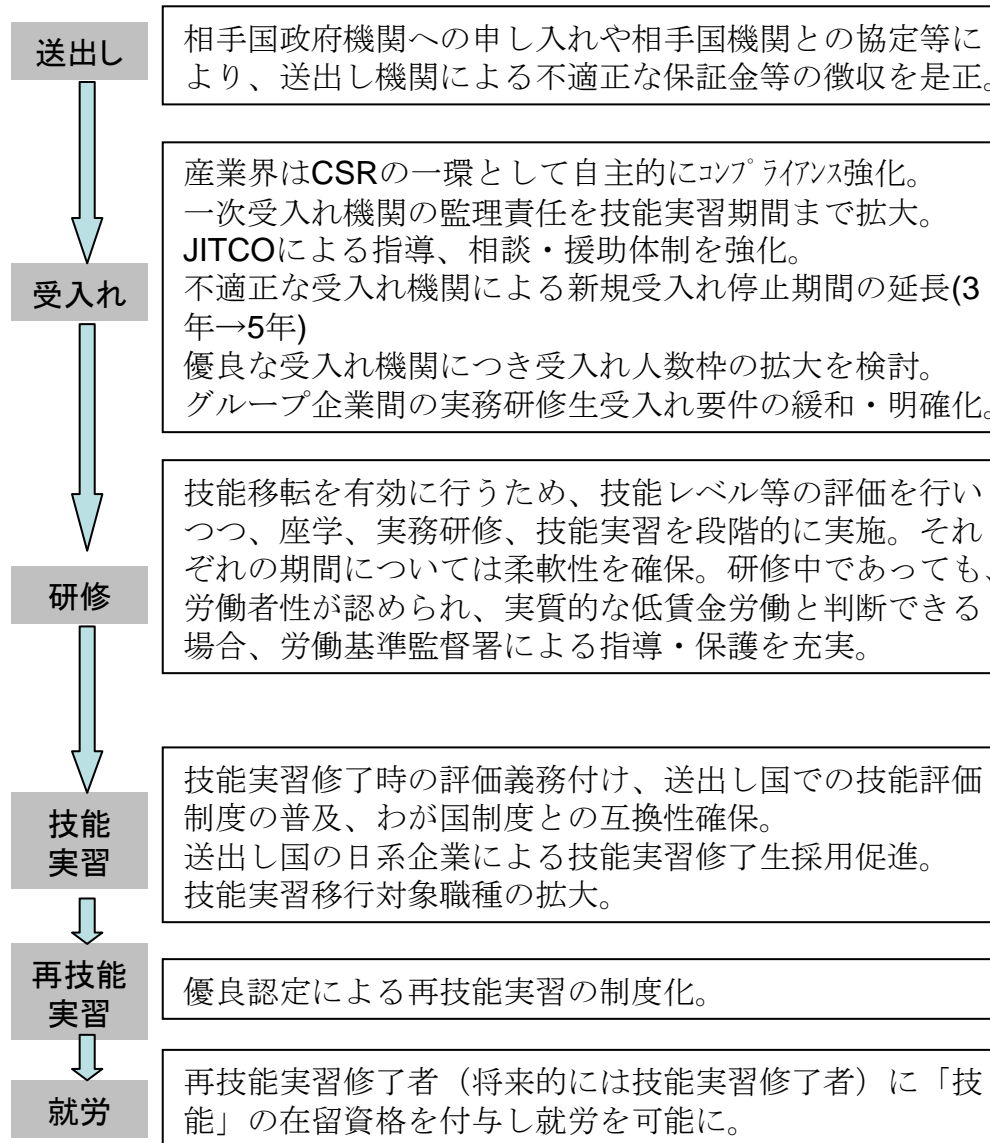 送出し
相手国政府機関への申し入れや相手国機関との協定等に
より、送出し機関による不適正な保証金等の徴収を是正。
産業界はCSRの一環として自主的にｺﾝﾌﾟﾗｲｱﾝｽ強化。
一次受入れ機関の監理責任を技能実習期間まで拡大。
JITCOによる指導、相談・援助体制を強化。
不適正な受入れ機関による新規受入れ停止期間の延長(3
年→5年)
優良な受入れ機関につき受入れ人数枠の拡大を検討。
グループ企業間の実務研修生受入れ要件の緩和・明確化。
受入れ
技能移転を有効に行うため、技能レベル等の評価を行い
つつ、座学、実務研修、技能実習を段階的に実施。それ
ぞれの期間については柔軟性を確保。研修中であっても、
労働者性が認められ、実質的な低賃金労働と判断できる
場合、労働基準監督署による指導・保護を充実。
研修
技能実習修了時の評価義務付け、送出し国での技能評価
制度の普及、わが国制度との互換性確保。
送出し国の日系企業による技能実習修了生採用促進。
技能実習移行対象職種の拡大。
技能
実習
再技能
実習
優良認定による再技能実習の制度化。
就労
再技能実習修了者（将来的には技能実習修了者）に「技
能」の在留資格を付与し就労を可能に。